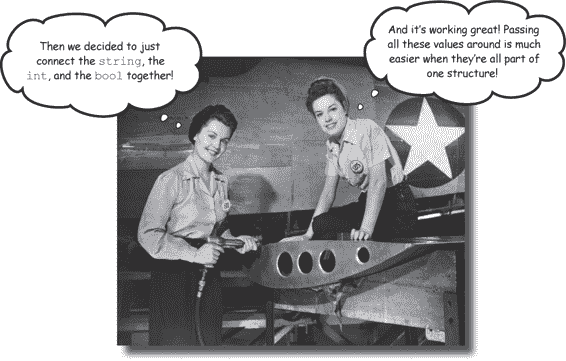 Then we decided to just
connect the string, the
int, and the bool together!
And it's working great! Passing
all these values around is much
easier when they're all part of
one structure!